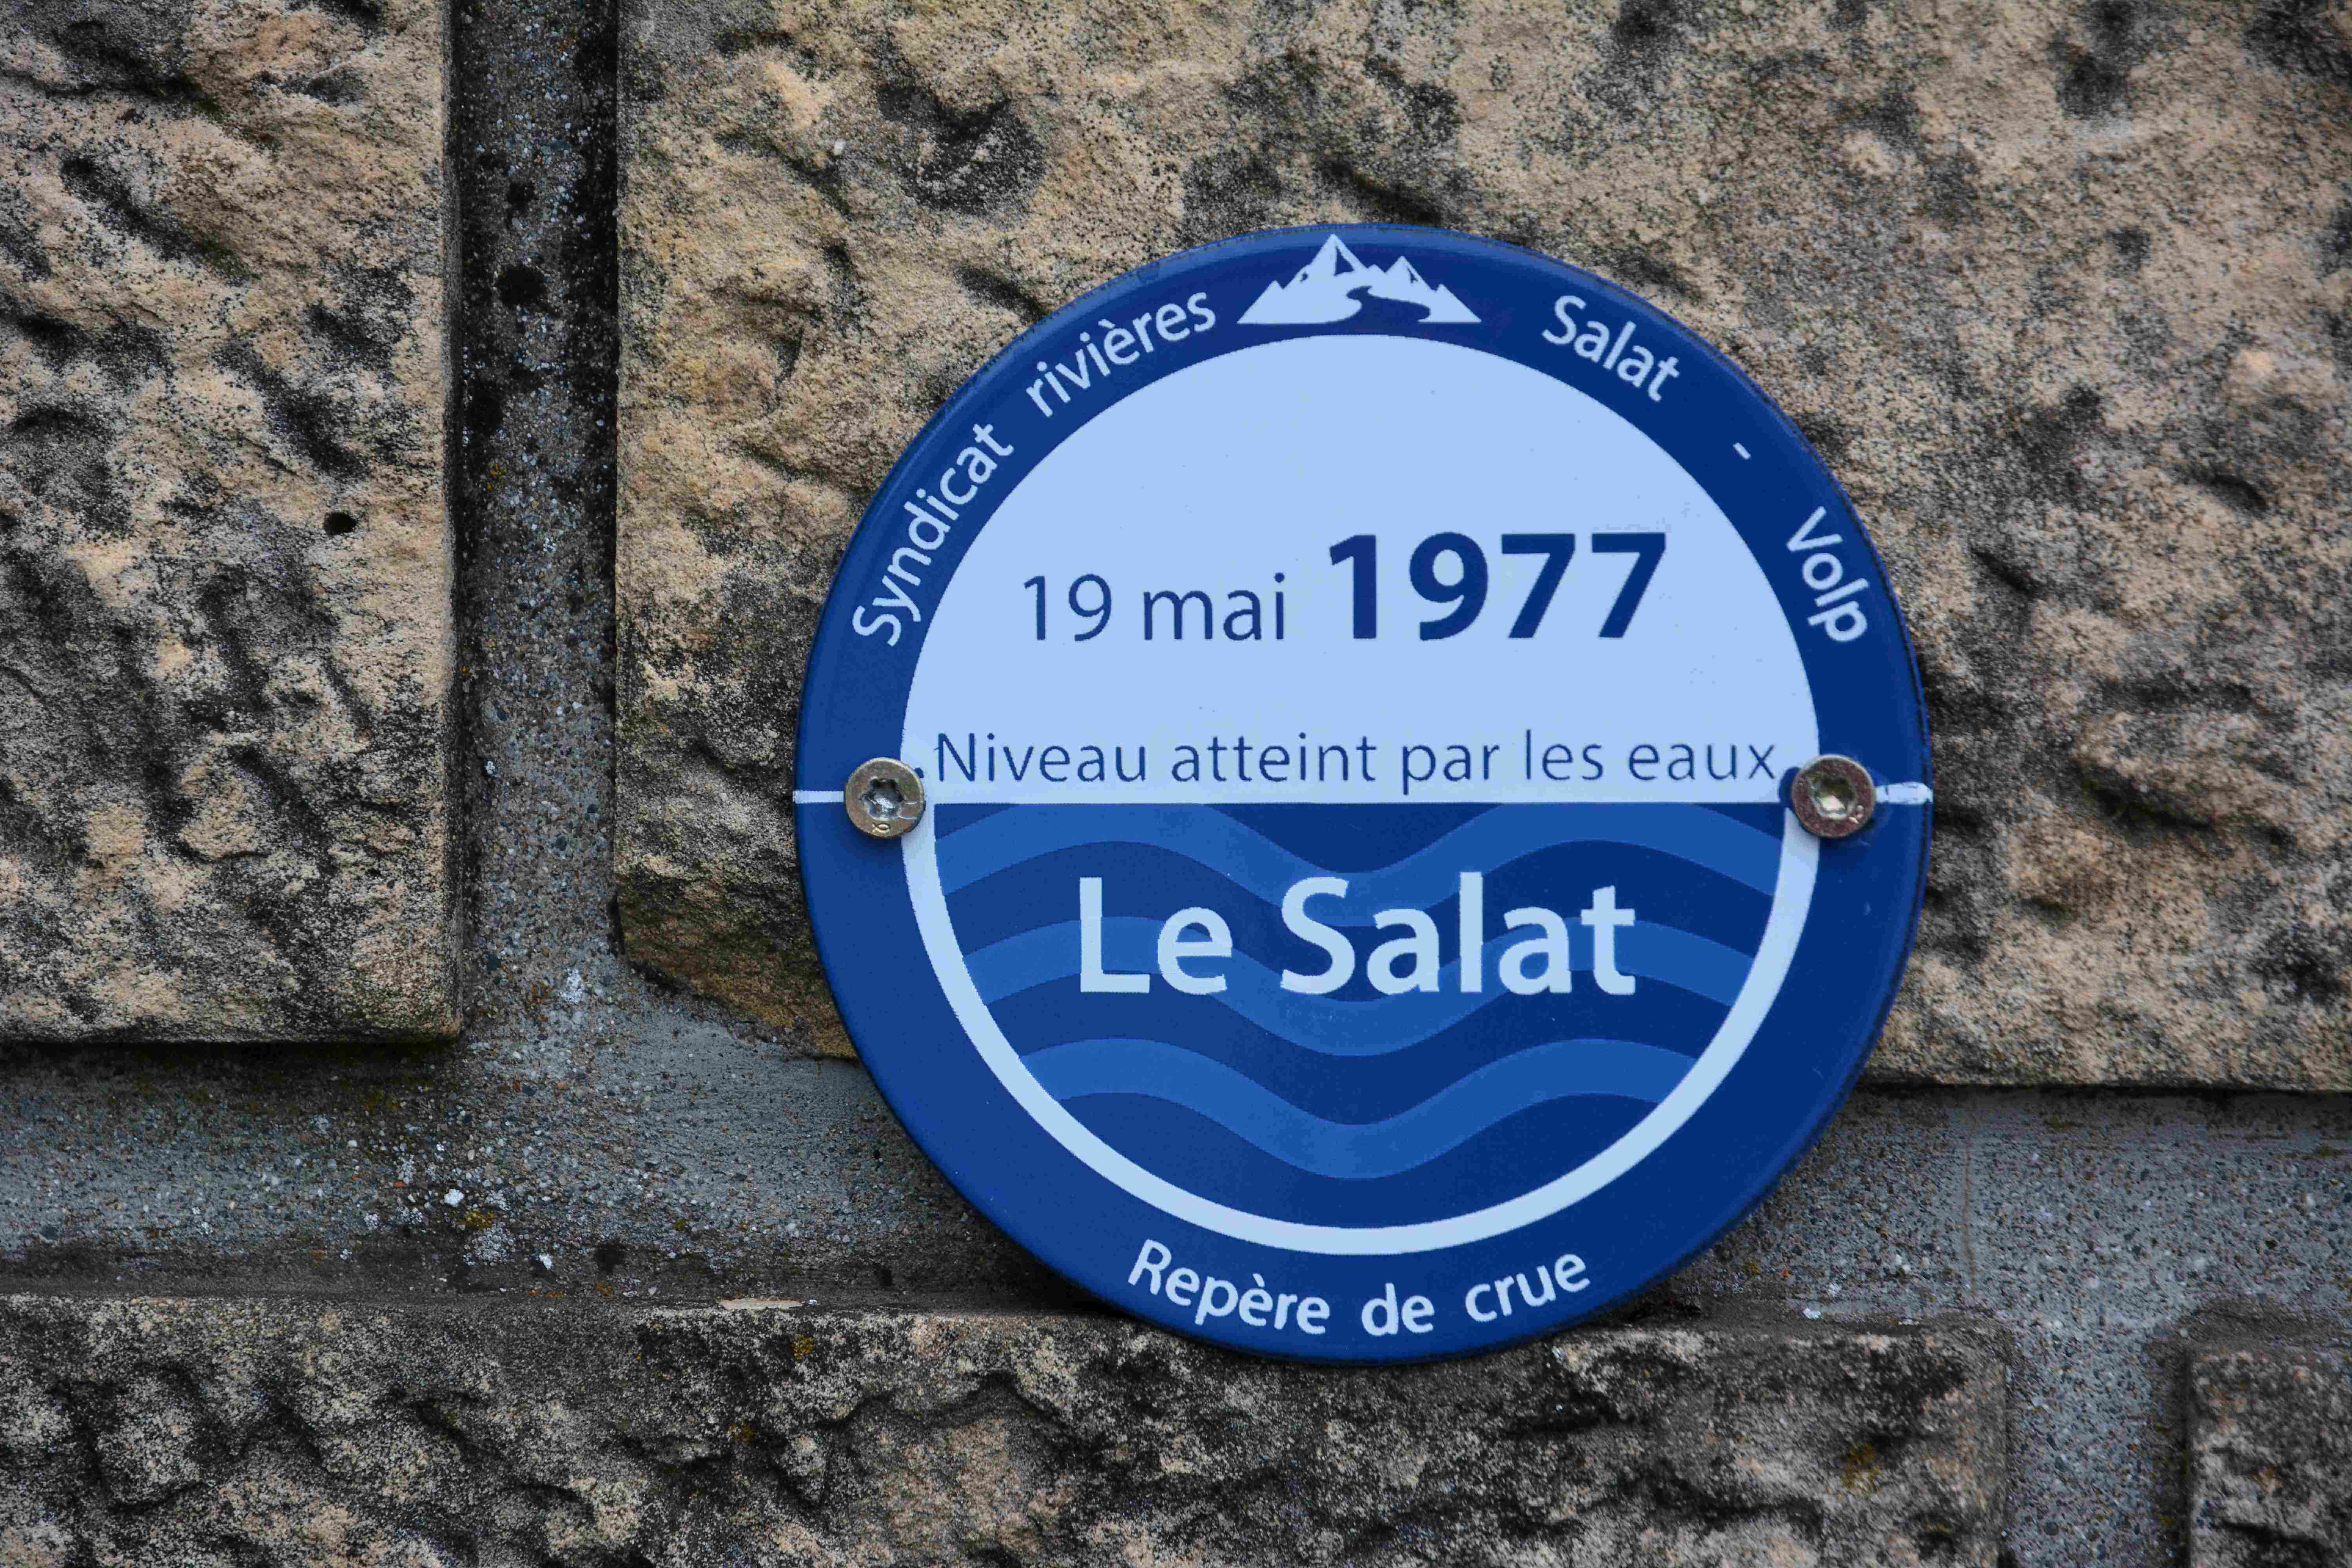 Syndicat rivières Salat - Volp
19 mai 1977
Niveau atteint par les eaux
Le Salat
Repère de crue